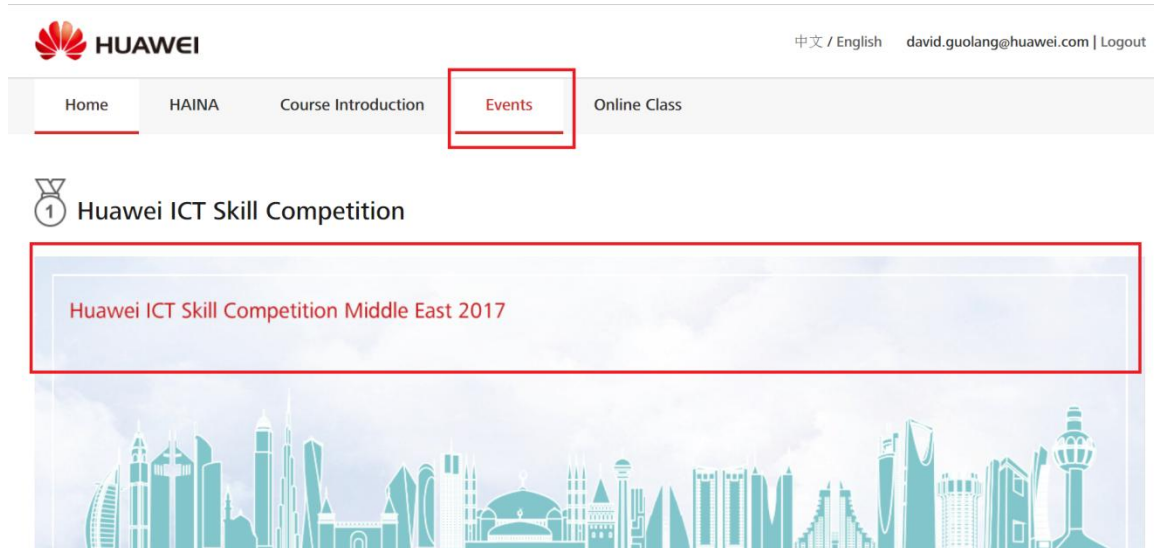 HUAWEI
中文 / English david.guolang@huawei.com | Logout
Home HAINA Course Introduction Events Online Class
1 Huawei ICT Skill Competition
Huawei ICT Skill Competition Middle East 2017